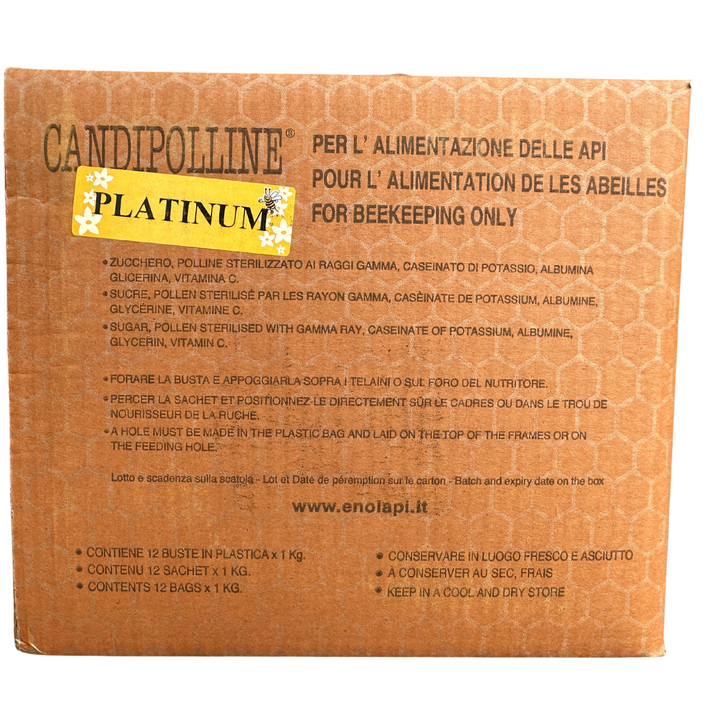 CANDIPOLLINE®
PLATINUM
PER L' ALIMENTAZIONE DELLE API
POUR L' ALIMENTATION DE LES ABEILLES
FOR BEEKEEPING ONLY
•ZUCCHERO, POLLINE STERILIZZATO AI RAGGI GAMMA, CASEINATO DI POTASSIO, ALBUMINA
GLICERINA, VITAMINA C.
•SUCRE, POLLEN STERILISÉ PAR LES RAYON GAMMA, CASÉINATE DE POTASSIUM, ALBUMINE,
GLYCÉRINE, VITAMINE C.
•SUGAR, POLLEN STERILISED WITH GAMMA RAY, CASEINATE OF POTASSIUM, ALBUMINE,
GLYCERIN, VITAMIN C.
•FORARE LA BUSTA E APPOGGIARLA SOPRA I TELAINI O SUL FORO DEL NUTRITORE.
•PERCER LA SACHET ET POSITIONNEZ-LE DIRECTEMENT SÛR LE CADRES OU DANS LE TROU DE
NOURISSEUR DE LA RUCHE.
•A HOLE MUST BE MADE IN THE PLASTIC BAG AND LAID ON THE TOP OF THE FRAMES OR ON
THE FEEDING HOLE.
Lotto e scadenza sulla scatola - Lot et Date de péremption sur le carton - Batch and expiry date on the box
www.enolapi.it
• CONTIENE 12 BUSTE IN PLASTICA x 1 Kg.
• CONTENU 12 SACHET x 1 KG.
• CONTENTS 12 BAGS x 1 KG.
• CONSERVARE IN LUOGO FRESCO E ASCIUTTO
• À CONSERVER AU SEC, FRAIS
• KEEP IN A COOL AND DRY STORE